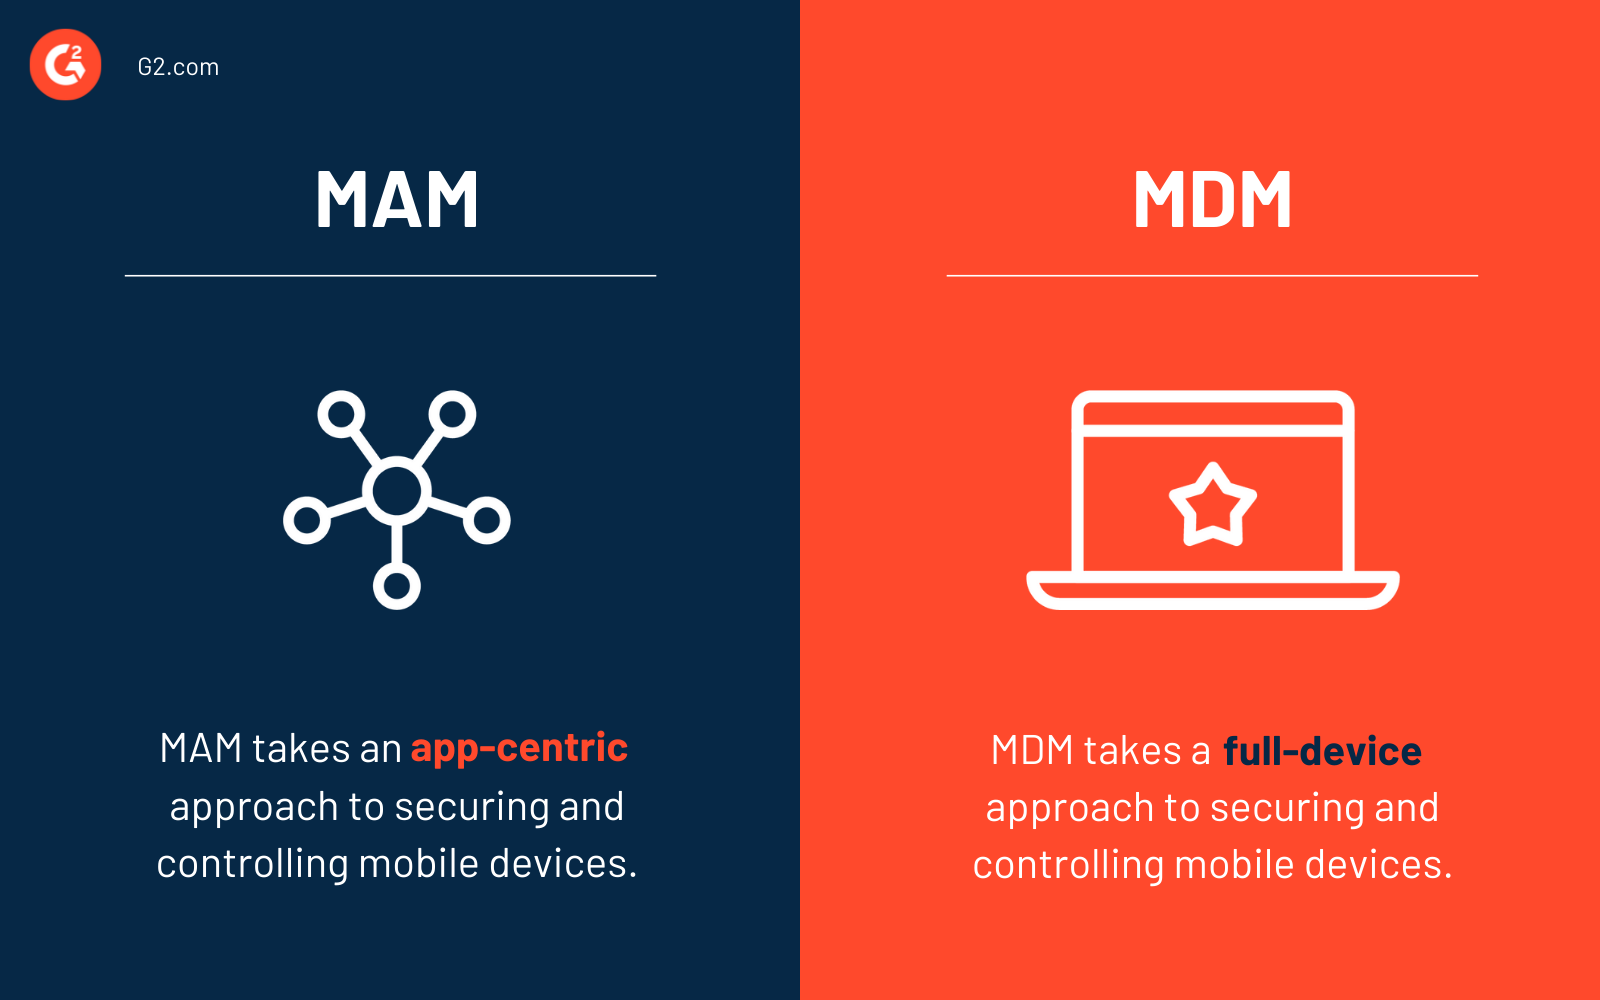 G2
G2.com
MAM
MAM takes an app-centric
approach to securing and
controlling mobile devices.
MDM
MDM takes a full-device
approach to securing and
controlling mobile devices.